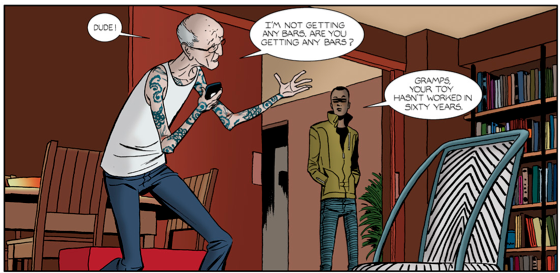 DUDE!
I'M NOT GETTING
ANY BARS. ARE YOU
GETTING ANY BARS?
GRAMPS,
YOUR TOY
HASN'T WORKED IN
SIXTY YEARS.